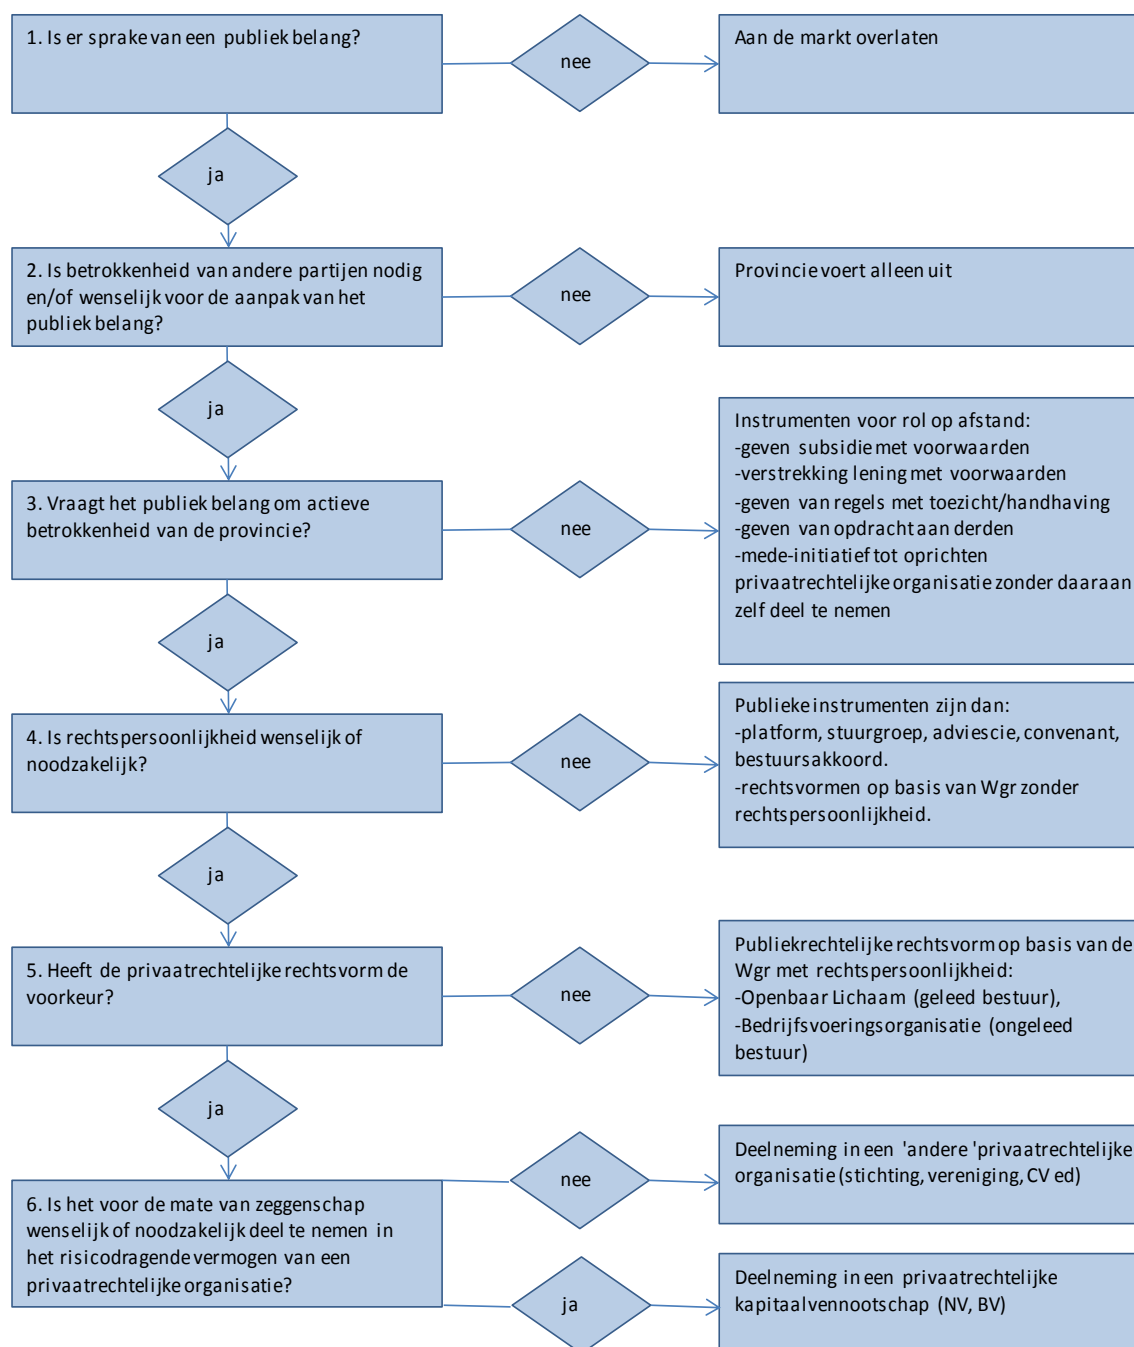 1. Is er sprake van een publiek belang?
nee
Aan de markt overlaten
ja
2. Is betrokkenheid van andere partijen nodig
en/of wenselijk voor de aanpak van het
publiek belang?
nee
Provincie voert alleen uit
ja
3. Vraagt het publiek belang om actieve
betrokkenheid van de provincie?
nee
Instrumenten voor rol op afstand:
-geven subsidie met voorwaarden
-verstrekking lening met voorwaarden
-geven van regels met toezicht/handhaving
-geven van opdracht aan derden
-mede-initiatief tot oprichten
privaatrechtelijke organisatie zonder daaraan
zelf deel te nemen
ja
4. Is rechtspersoonlijkheid wenselijk of
noodzakelijk?
nee
Publieke instrumenten zijn dan:
-platform, stuurgroep, adviescie, convenant,
bestuursakkoord.
-rechtsvormen op basis van Wgr zonder
rechtspersoonlijkheid.
ja
5. Heeft de privaatrechtelijke rechtsvorm de
voorkeur?
nee
Publiekrechtelijke rechtsvorm op basis van de
Wgr met rechtspersoonlijkheid:
-Openbaar Lichaam (geleed bestuur),
-Bedrijfsvoeringsorganisatie (ongeleed
bestuur)
ja
6. Is het voor de mate van zeggenschap
wenselijk of noodzakelijk deel te nemen in
het risicodragende vermogen van een
privaatrechtelijke organisatie?
nee
Deelneming in een 'andere 'privaatrechtelijke
organisatie (stichting, vereniging, CV ed)
ja
Deelneming in een privaatrechtelijke
kapitaalvennootschap (NV, BV)